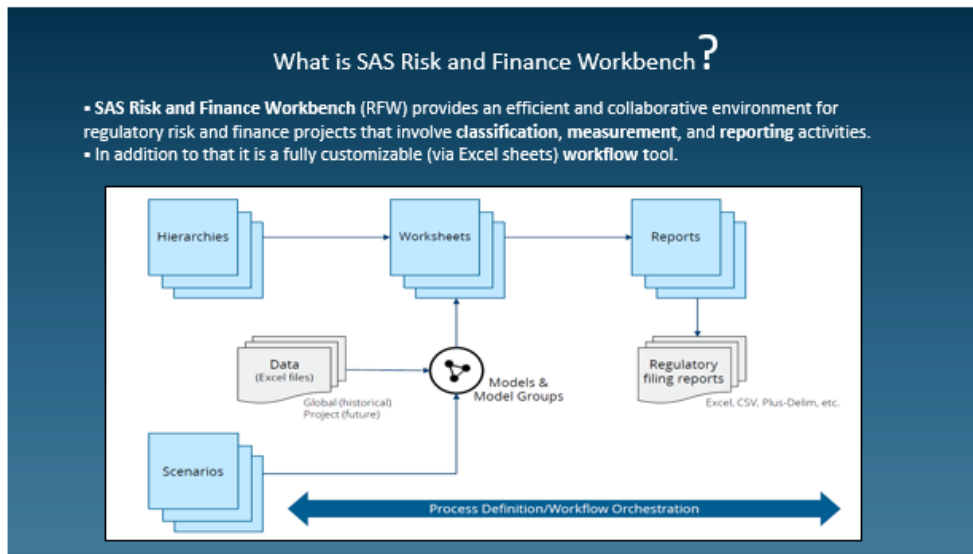 What is SAS Risk and Finance Workbench?
▪ SAS Risk and Finance Workbench (RFW) provides an efficient and collaborative environment for
regulatory risk and finance projects that involve classification, measurement, and reporting activities.
▪ In addition to that it is a fully customizable (via Excel sheets) workflow tool.
Hierarchies
Worksheets
Reports
Data
(Excel files)
Global (historical)
Project (future)
Models &
Model Groups
Regulatory
filing reports
Excel, CSV, Plus-Delim, etc.
Scenarios
Process Definition/Workflow Orchestration